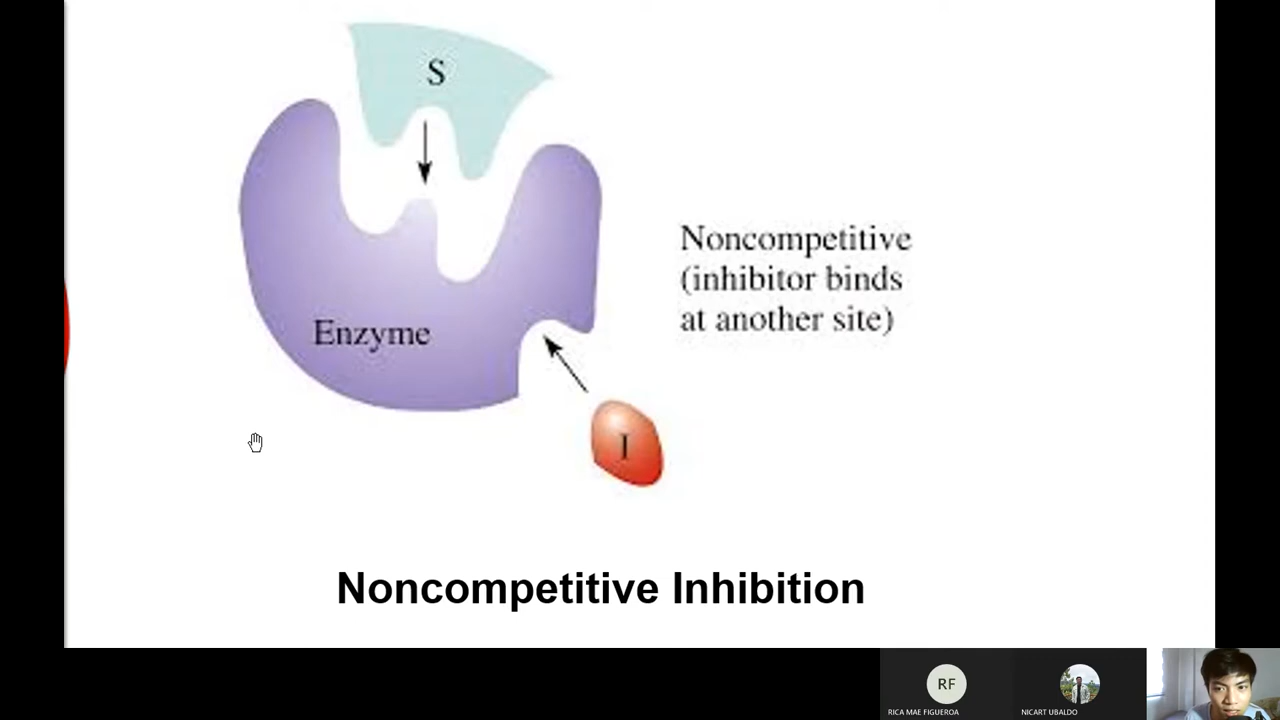 S
Enzyme
Noncompetitive
(inhibitor binds
at another site)
I
Noncompetitive Inhibition
RF
RICA MAE FIGUEROA
NICART UBALDO